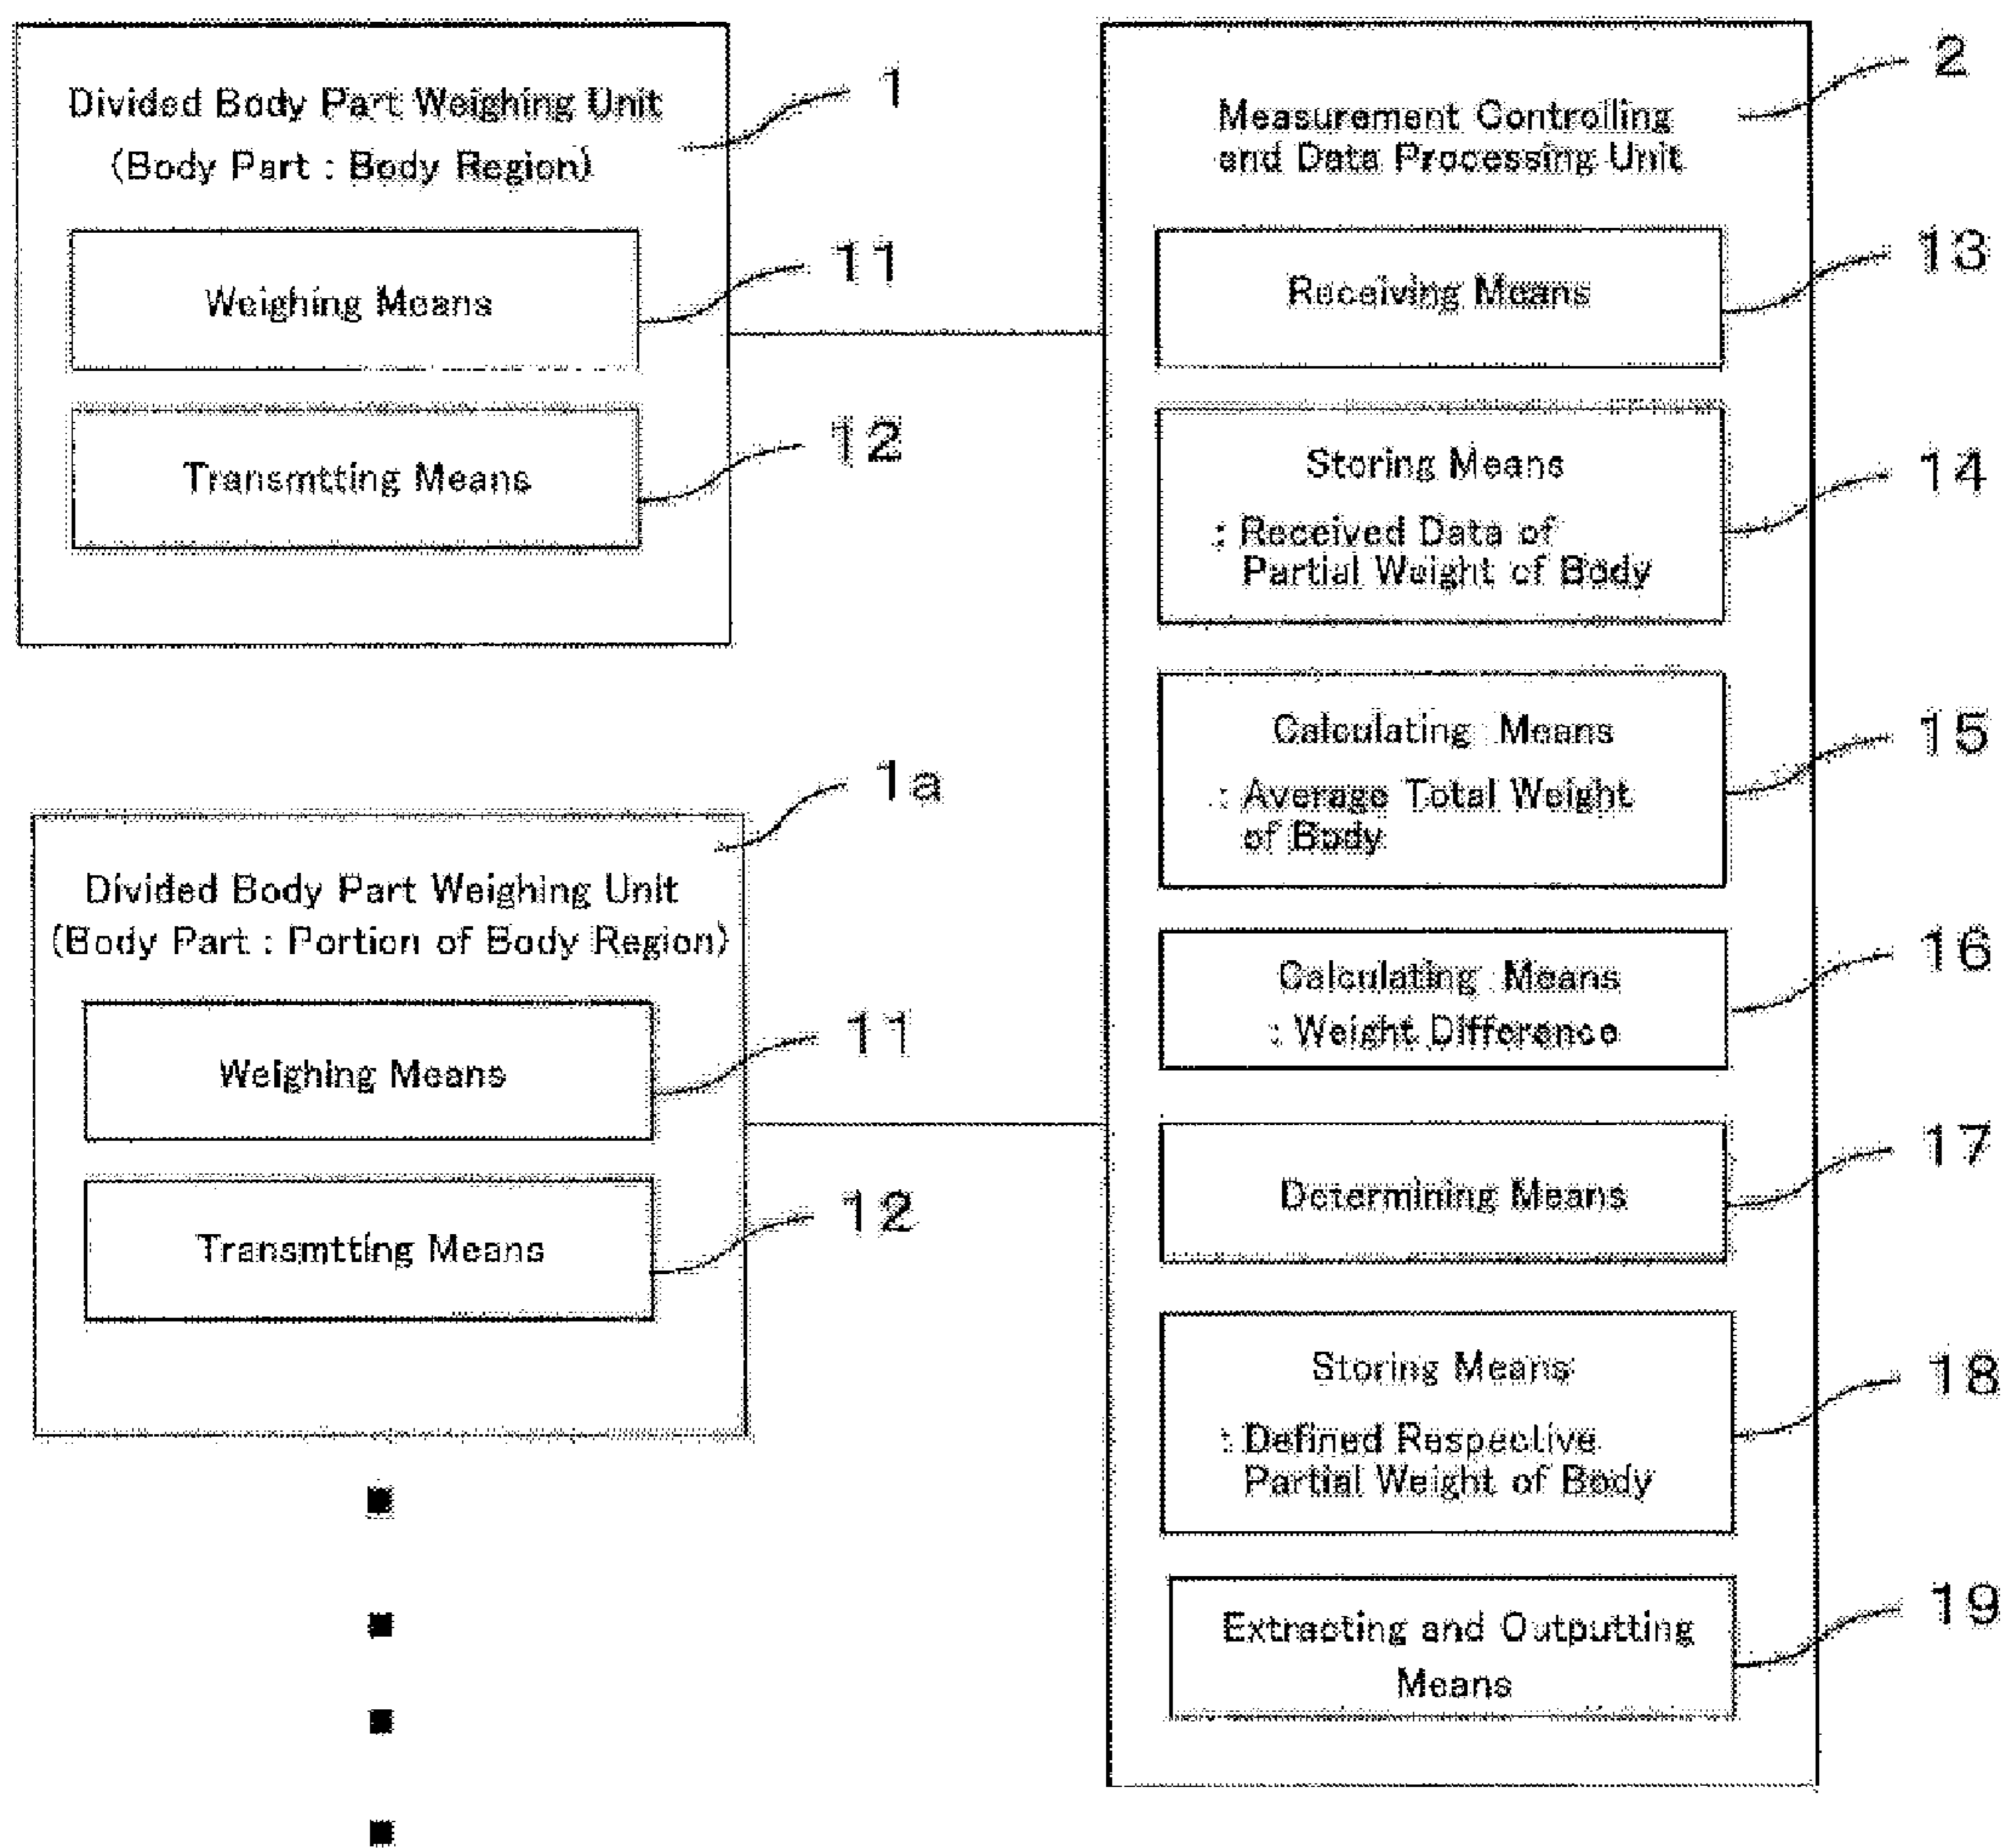 Divided Body Part Weighing Unit
(Body Part : Body Region)
1
Weighing Means
11
Transmtting Means
12
Divided Body Part Weighing Unit
(Body Part : Portion of Body Region)
1a
Weighing Means
11
Transmtting Means
12
Measurement Controlling
and Data Processing Unit
2
Receiving Means
13
Storing Means
: Received Data of
Partial Weight of Body
14
Calculating Means
: Average Total Weight
of Body
15
Calculating Means
: Weight Difference
16
Determining Means
17
Storing Means
: Defined Respective
Partial Weight of Body
18
Extracting and Outputting
Means
19